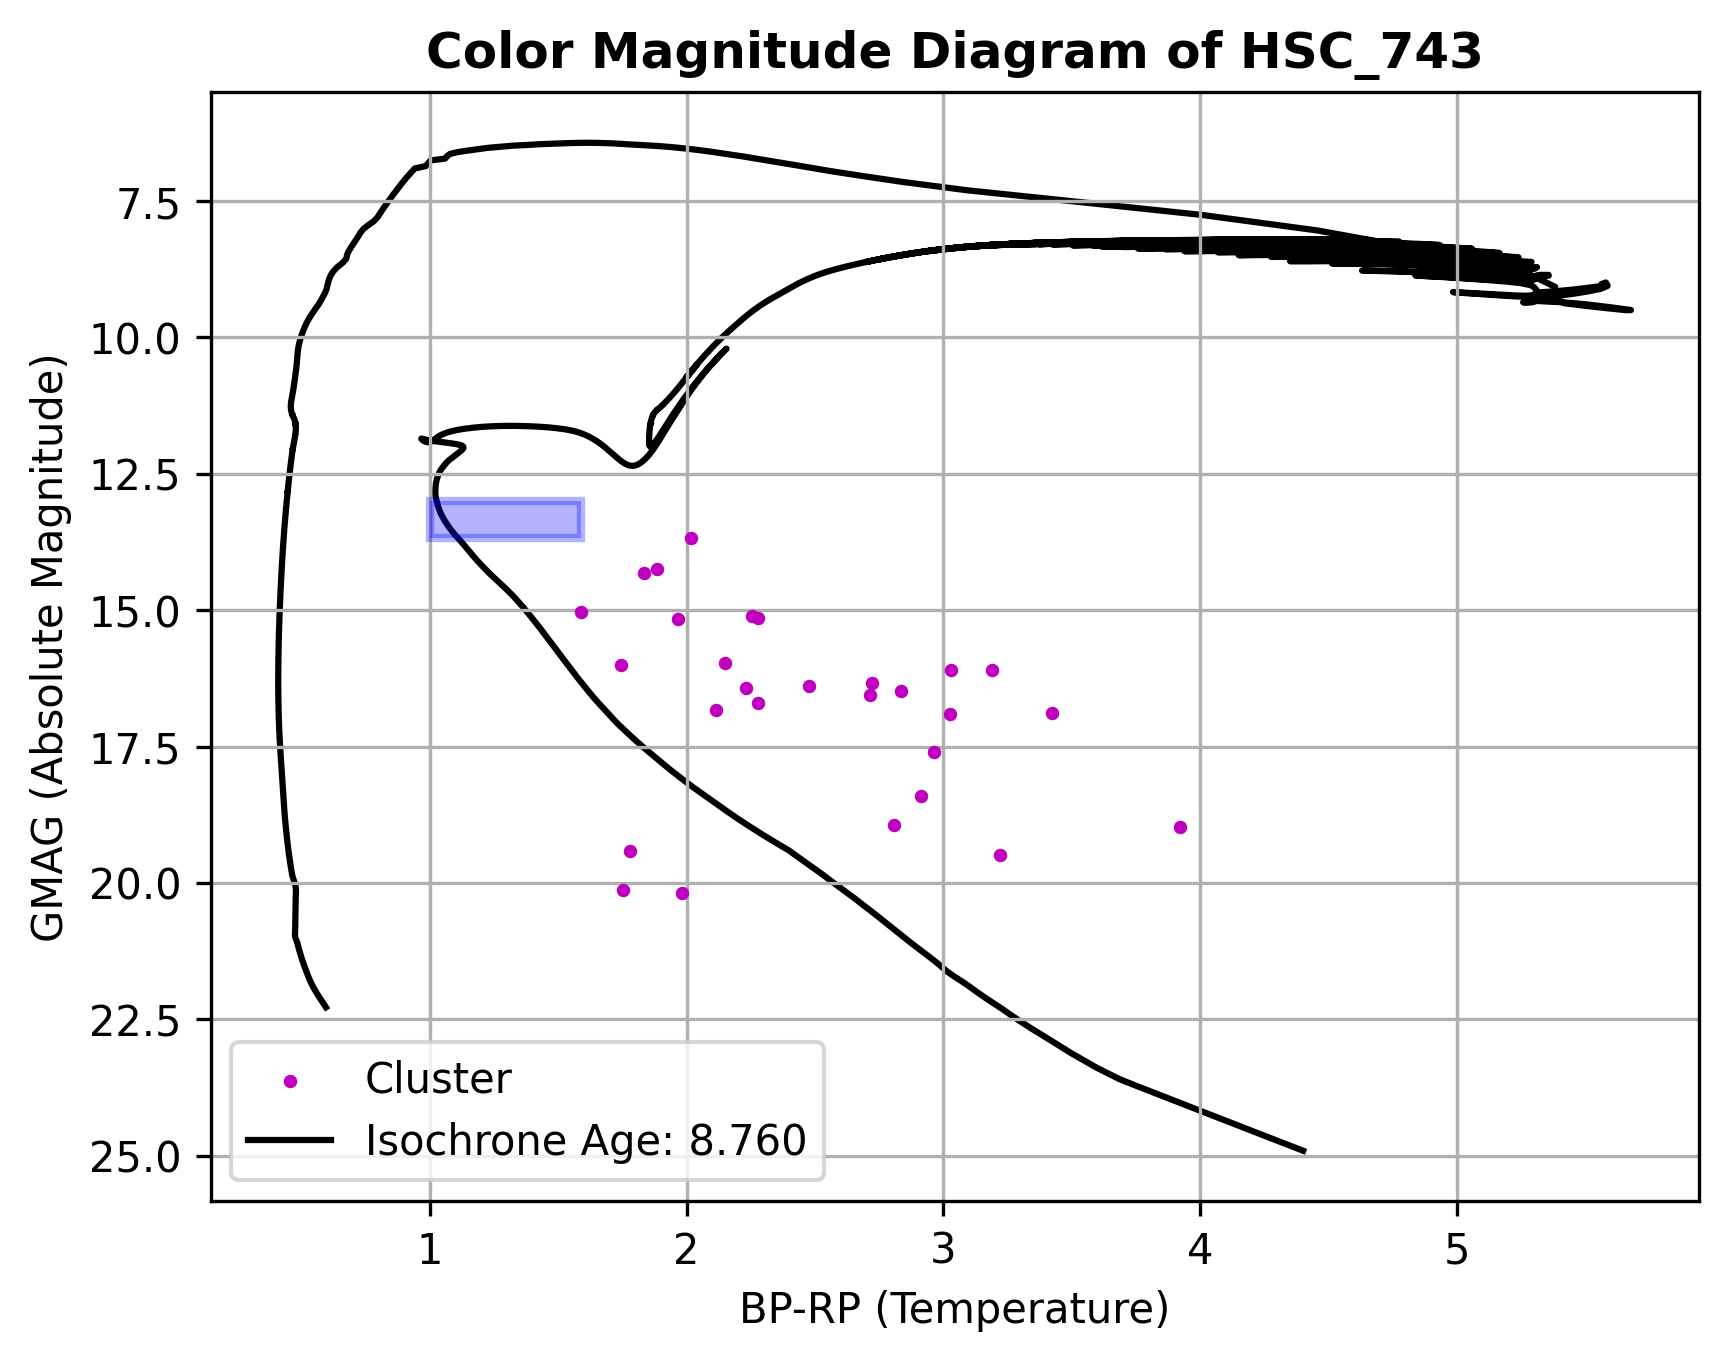 Color Magnitude Diagram of HSC_743
GMAG (Absolute Magnitude)
7.5
10.0
12.5
15.0
17.5
20.0
22.5
25.0
Cluster
Isochrone Age: 8.760
1 2 3 4 5
BP-RP (Temperature)